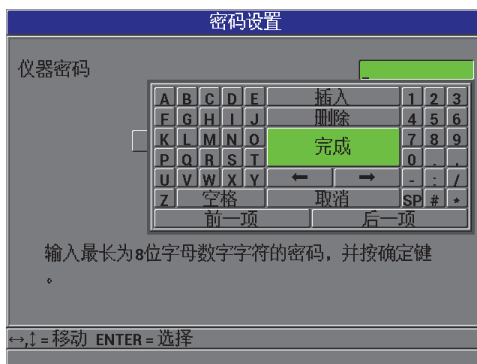 密码设置
仪器密码
_
A B C D E 插入 1 2 3
F G H I J 删除 4 5 6
K L M N O 完成 7 8 9
P Q R S T 0 . ,
U V W X Y ← → - : /
Z 空格 取消 SP # *
前一项 后一项
输入最长为8位字母数字字符的密码，并按确定键
。
↔,↕=移动 ENTER=选择